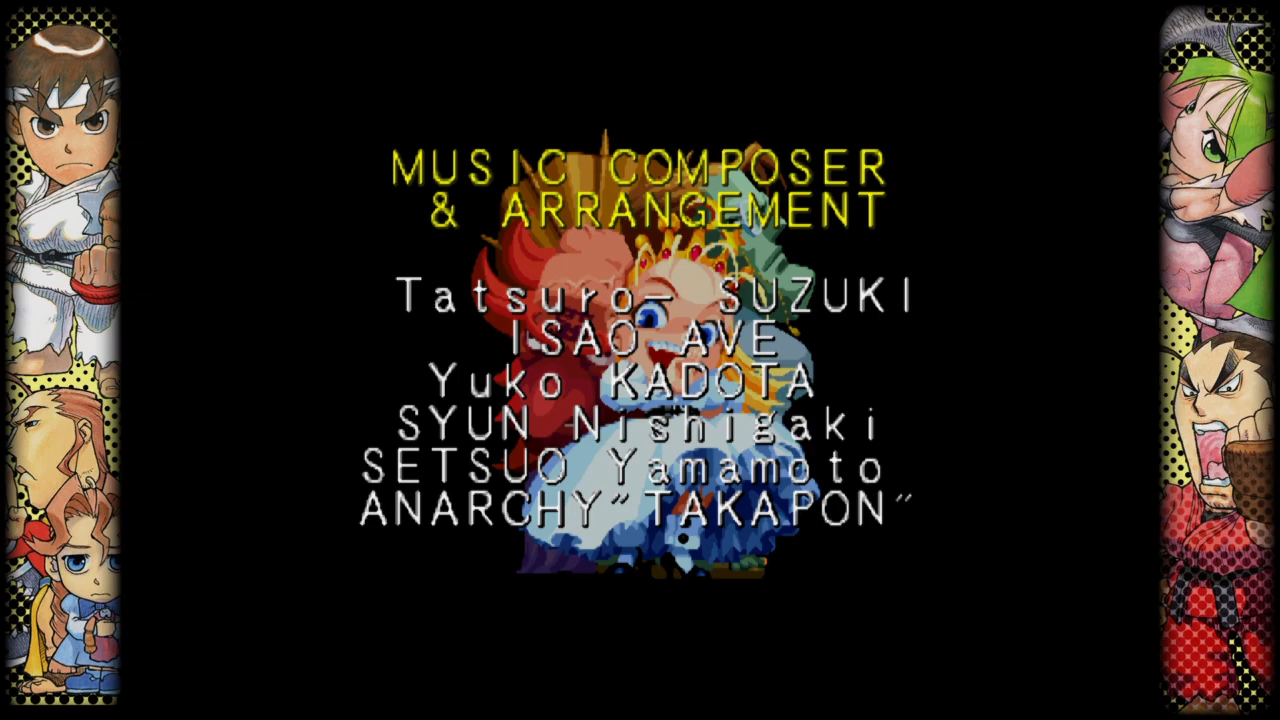 MUSIC COMPOSER
& ARRANGEMENT
Tatsuro- SUZUKI
ISAO AVE
Yuko KADOTA
SYUN Nishigaki
SETSUO Yamamoto
ANARCHY"TAKAPON"